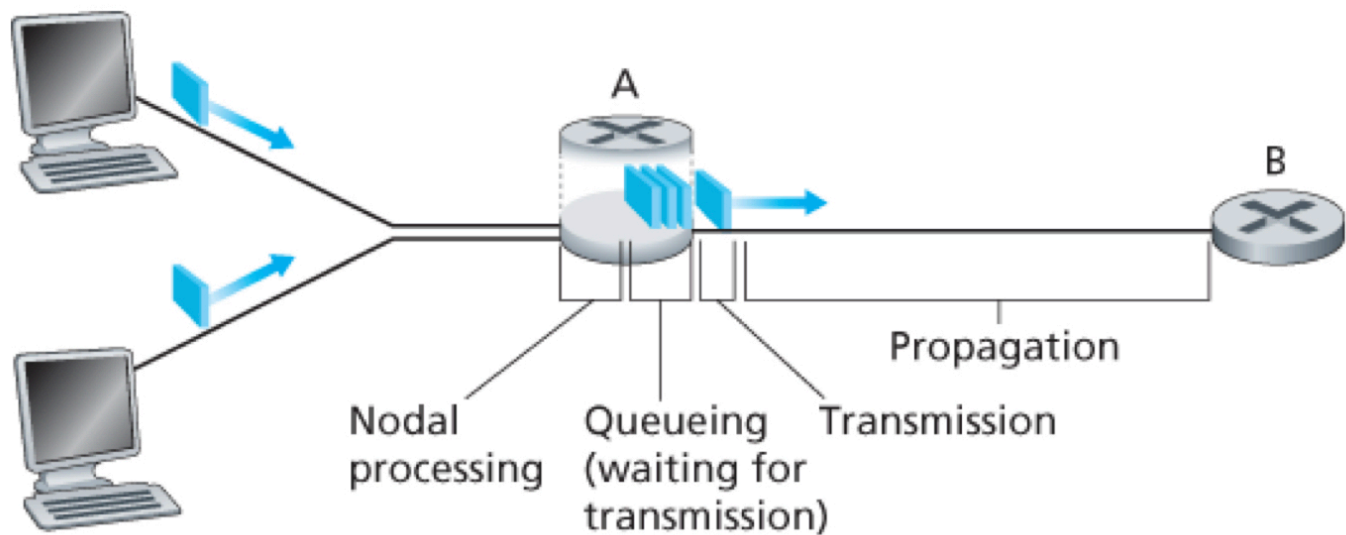 A
B
Propagation
Nodal
processing
Queueing
(waiting for
transmission)
Transmission